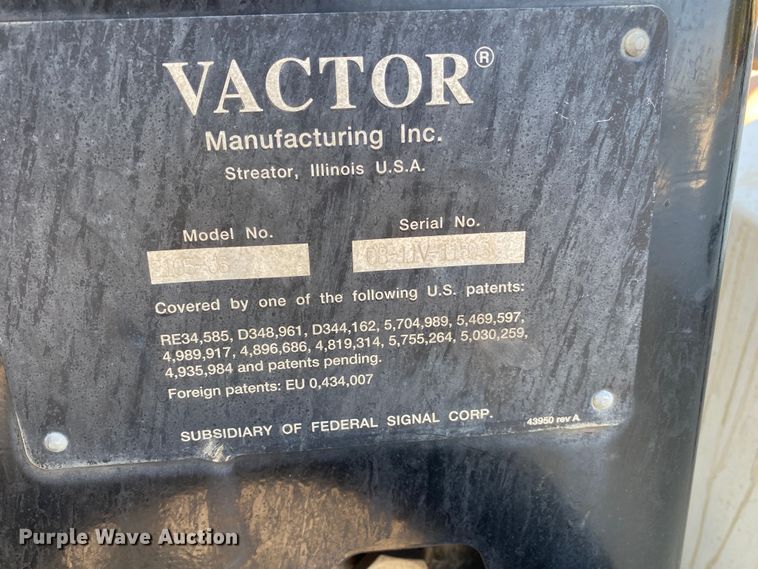 VACTOR®
Manufacturing Inc.
Streator, Illinois U.S.A.
Model No. Serial No.
Covered by one of the following U.S. patents:
RE34,585, D348,961, D344,162, 5,704,989, 5,469,597,
4,989,917, 4,896,686, 4,819,314, 5,755,264, 5,030,259,
4,935,984 and patents pending.
Foreign patents: EU 0,434,007
SUBSIDIARY OF FEDERAL SIGNAL CORP. 43950 rev A
Purple Wave Auction®